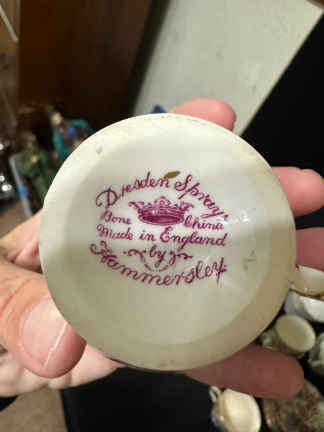 Dresden Sprays
Bone China
Made in England
by
Hammersley